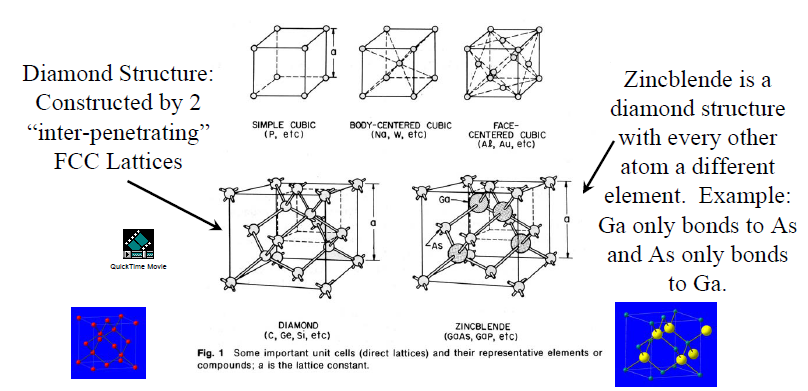 Diamond Structure:
Constructed by 2
“inter-penetrating”
FCC Lattices
a
SIMPLE CUBIC
(P, etc)
BODY-CENTERED CUBIC
(Na, W, etc)
FACE-
CENTERED CUBIC
(Aℓ, Au, etc)
Zincblende is a
diamond structure
with every other
atom a different
element. Example:
Ga only bonds to As
and As only bonds
to Ga.
a
Ga
As
a
QuickTime Movie
DIAMOND
(C, Ge, Si, etc)
ZINCBLENDE
(GaAs, GaP, etc)
Fig. 1 Some important unit cells (direct lattices) and their representative elements or
compounds; a is the lattice constant.